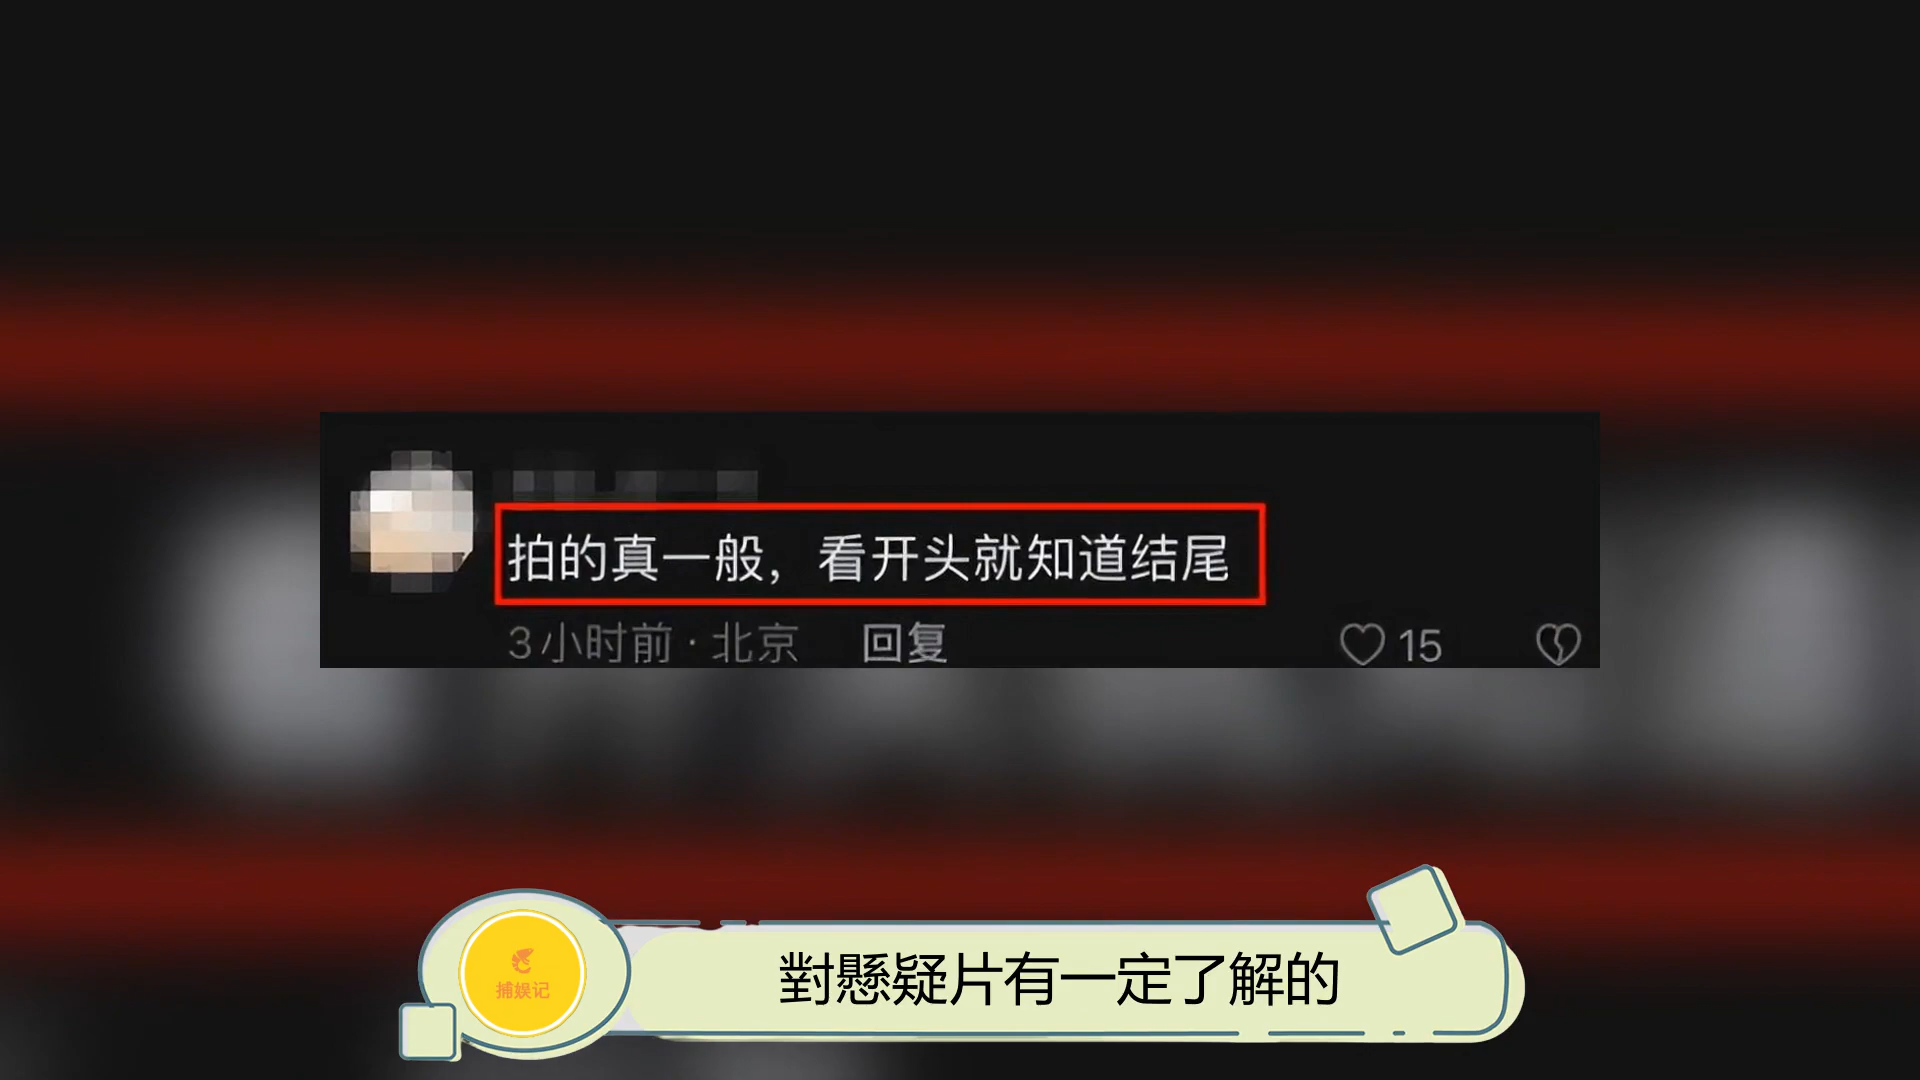 拍的真一般，看开头就知道结尾
3小时前·北京 回复 15
捕娱记
對懸疑片有一定了解的